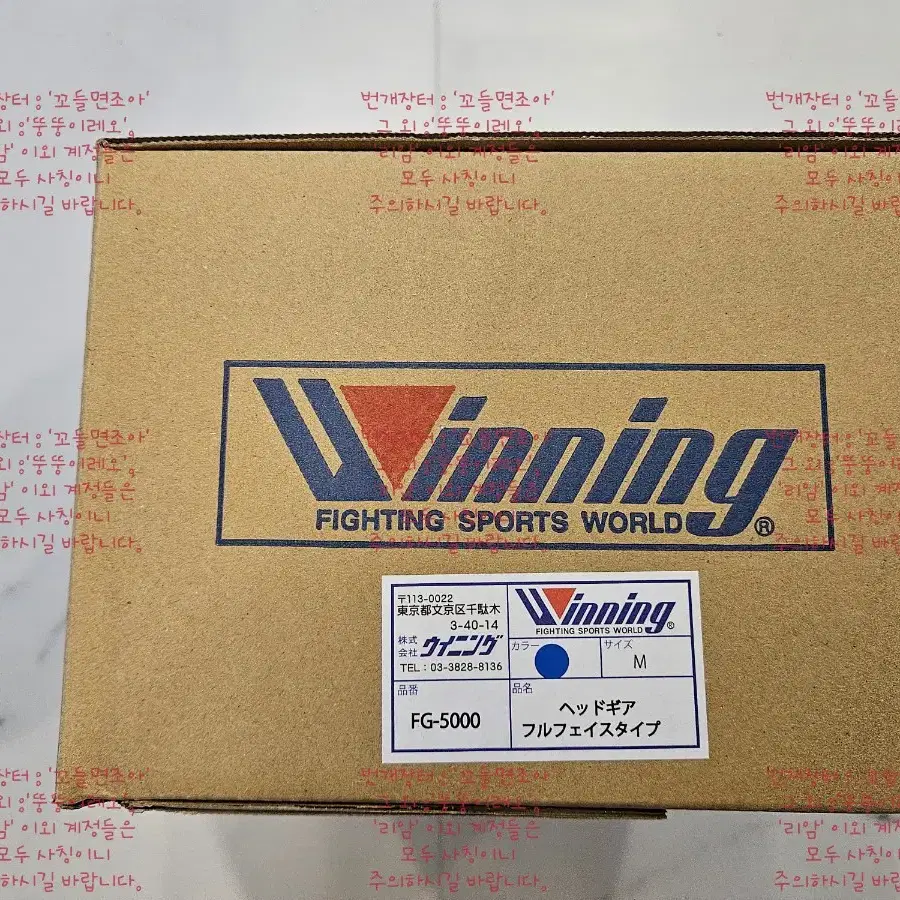 번개장터 : '꼬들면조아'
그 외 : '뚱뚱이레오',
'리암' 이외 계정들은
모두 사칭이니
주의하시길 바랍니다.
Winning
FIGHTING SPORTS WORLD
®
〒113-0022
東京都文京区千駄木
3-40-14
株式会社 ウイニング
TEL : 03-3828-8136
Winning
FIGHTING SPORTS WORLD ®
カラー
サイズ
M
品番
FG-5000
品名
ヘッドギア
フルフェイスタイプ